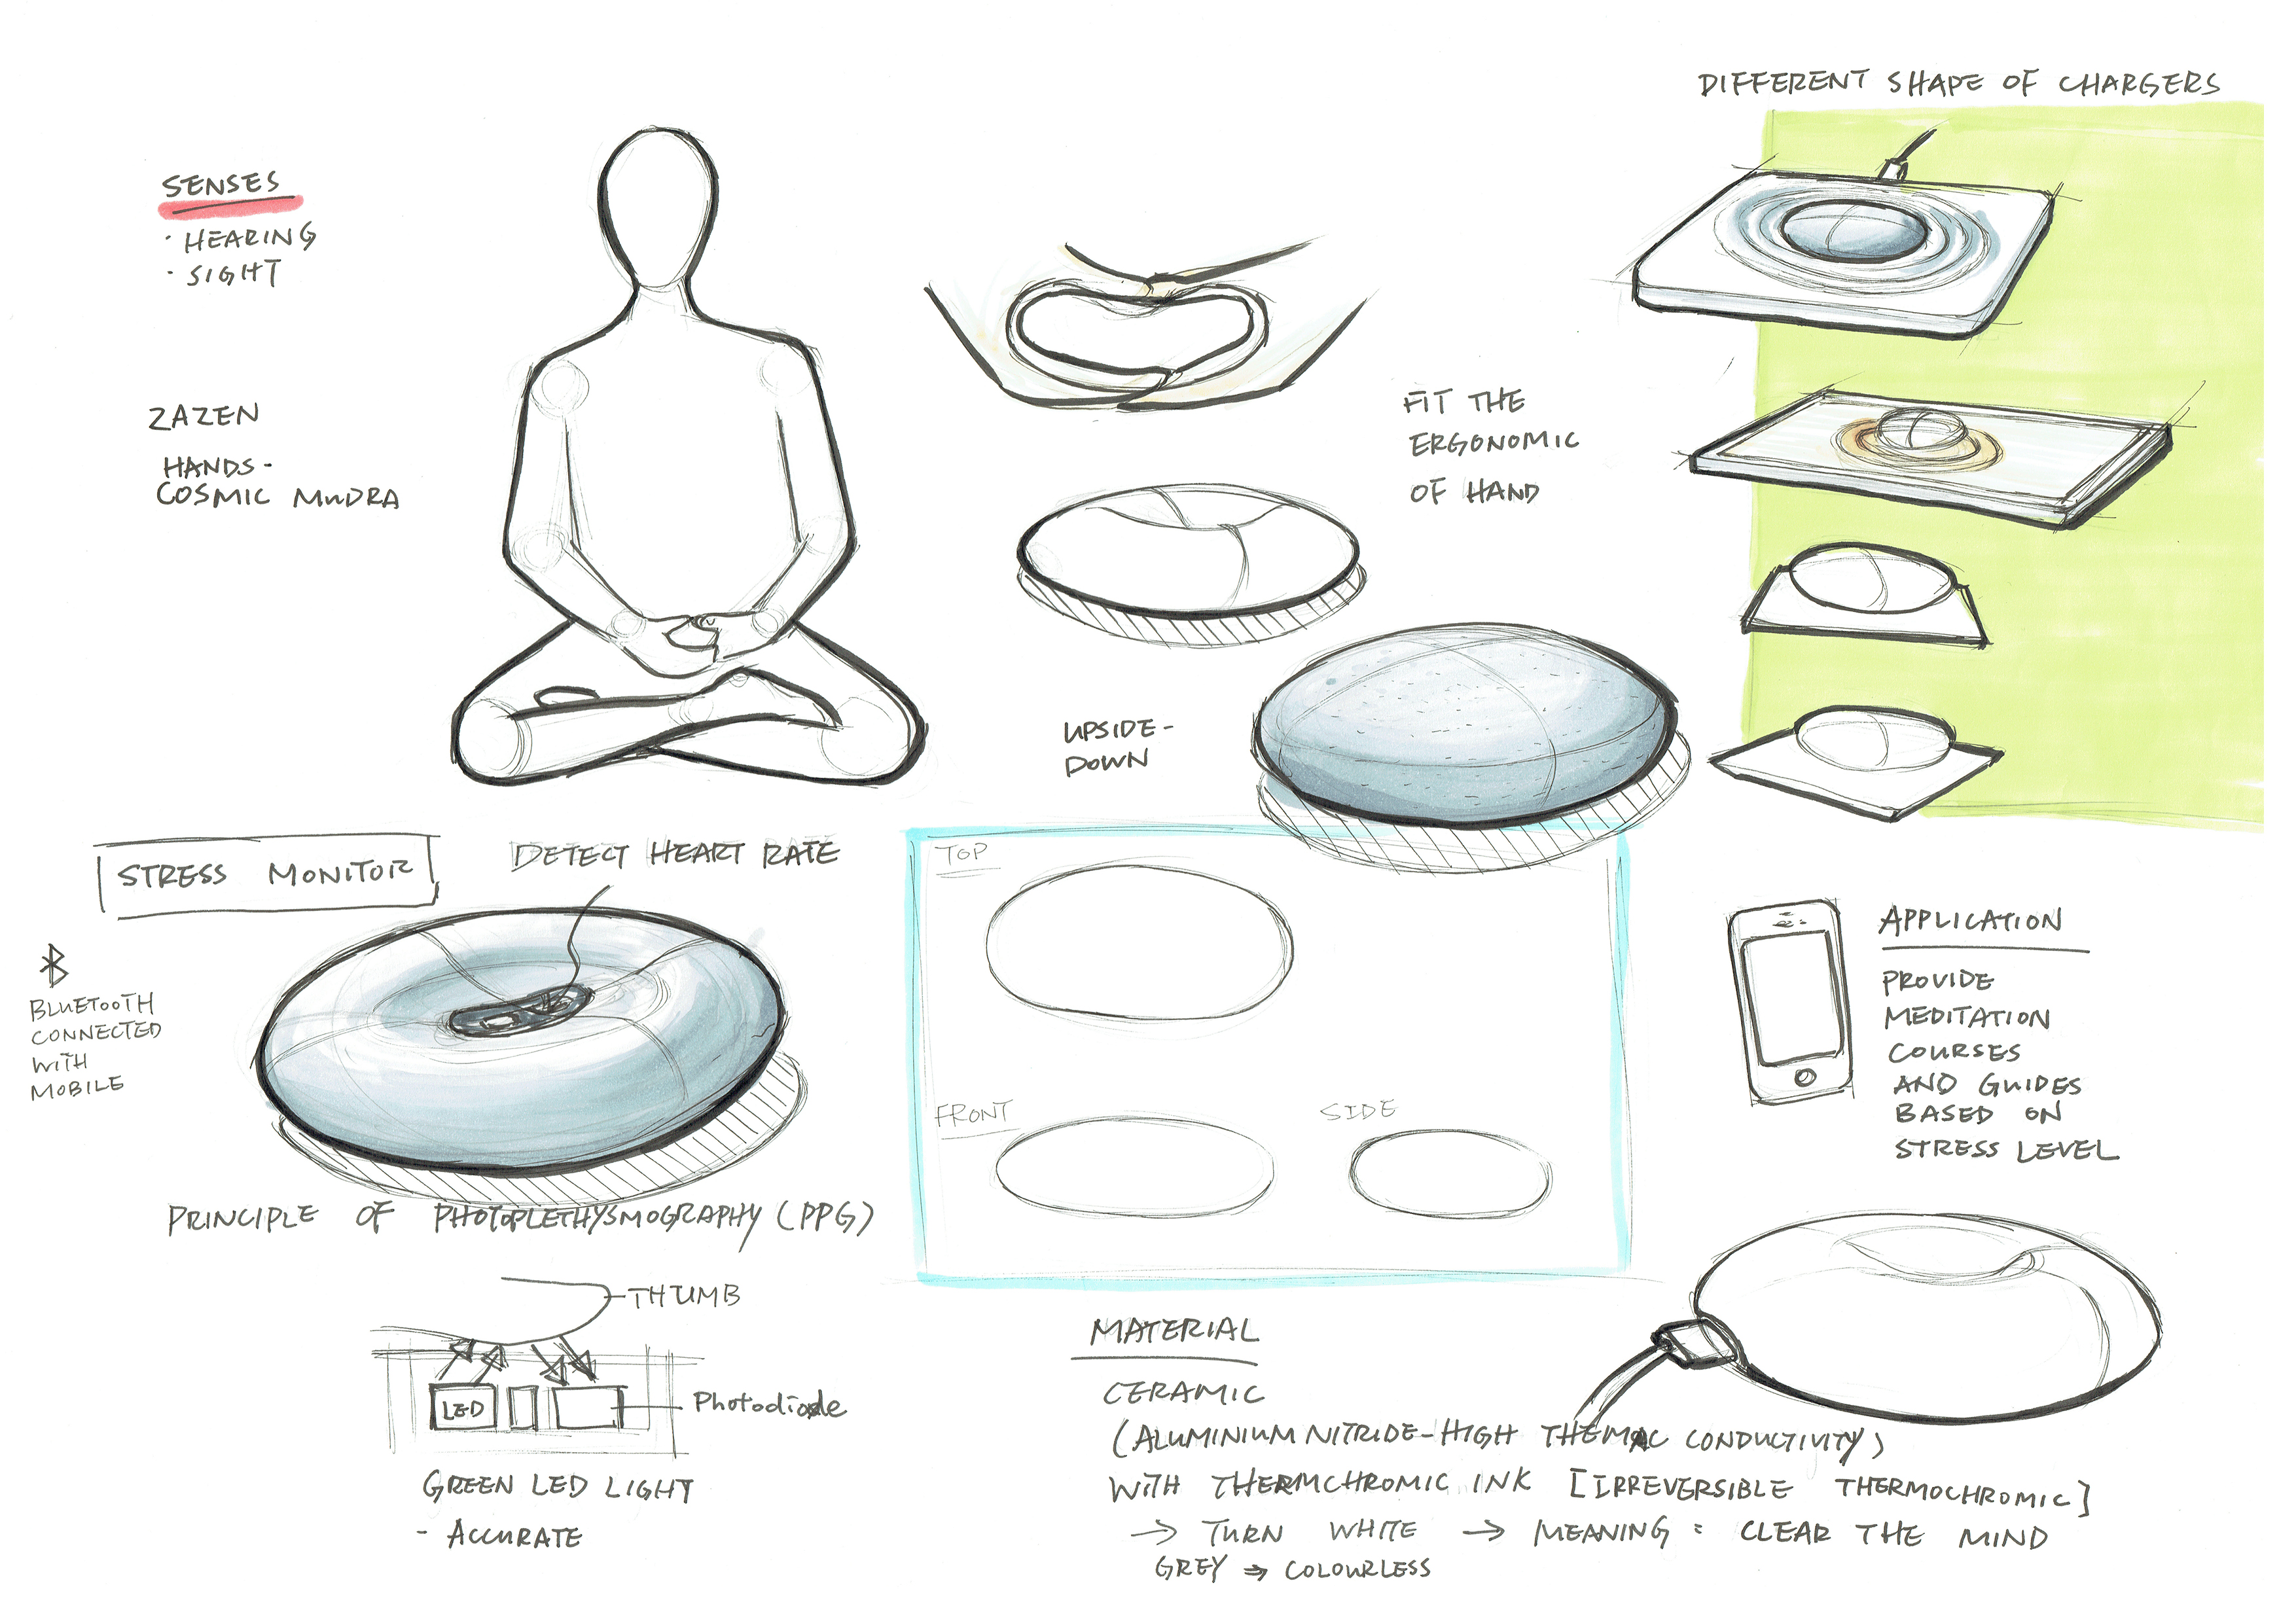 DIFFERENT SHAPE OF CHARGERS
SENSES
· HEARING
· SIGHT
ZAZEN
HANDS -
COSMIC MUDRA
FIT THE
ERGONOMIC
OF HAND
UPSIDE -
DOWN
STRESS MONITOR
DETECT HEART RATE
BLUETOOTH
CONNECTED
WITH
MOBILE
PRINCIPLE OF PHOTOPLETHYSMOGRAPHY (PPG)
THUMB
LED
Photodiode
GREEN LED LIGHT
- ACCURATE
TOP
FRONT
SIDE
APPLICATION
PROVIDE
MEDITATION
COURSES
AND GUIDES
BASED ON
STRESS LEVEL
MATERIAL
CERAMIC
(ALUMINIUM NITRIDE - HIGH THEMAC CONDUCTIVITY)
WITH THERMCHROMIC INK [IRREVERSIBLE THERMOCHROMIC]
→ TURN WHITE → MEANING : CLEAR THE MIND
GREY ⇒ COLOURLESS